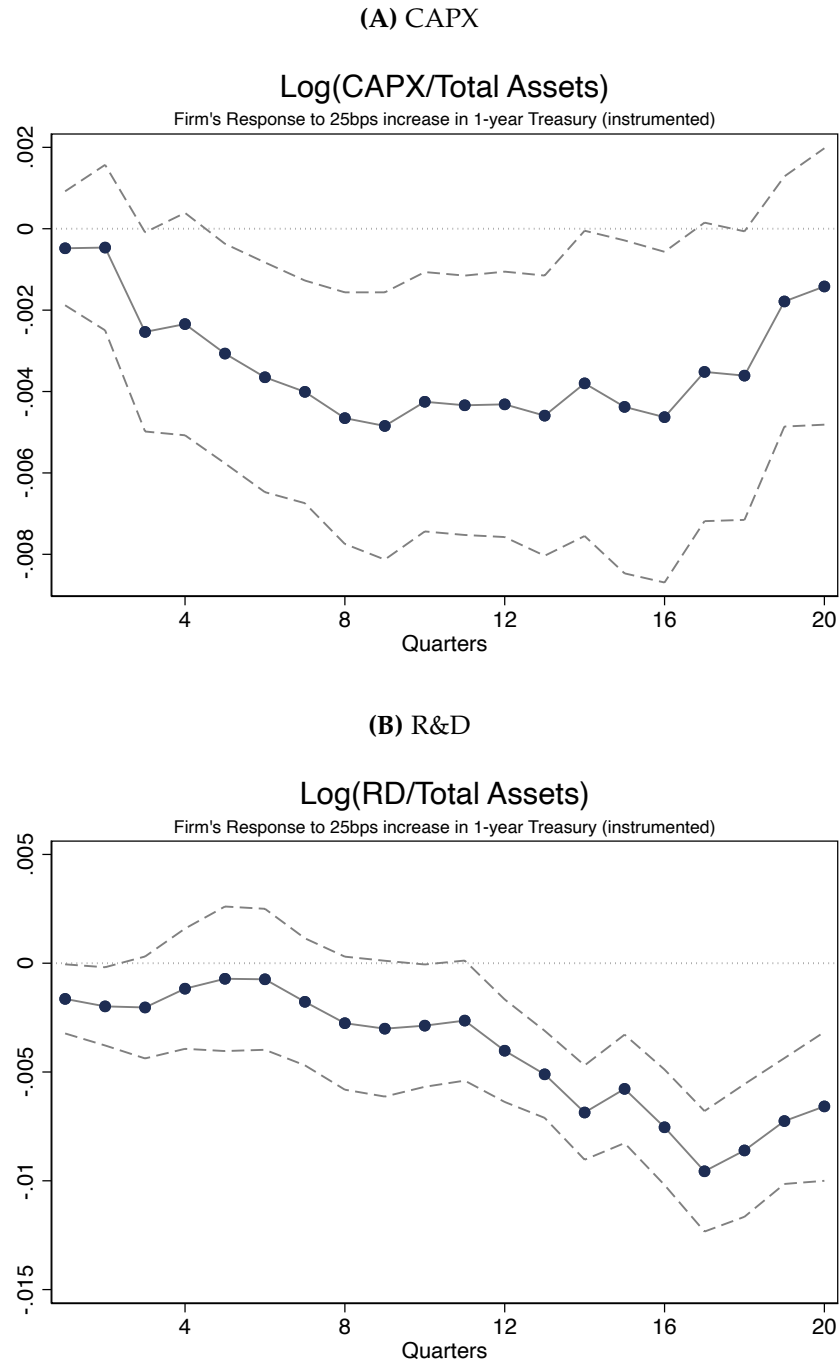 (A) CAPX
Log(CAPX/Total Assets)
Firm's Response to 25bps increase in 1-year Treasury (instrumented)
.002
0
-.002
-.004
-.006
-.008
4 8 12 16 20
Quarters
(B) R&D
Log(RD/Total Assets)
Firm's Response to 25bps increase in 1-year Treasury (instrumented)
.005
0
-.005
-.01
-.015
4 8 12 16 20
Quarters